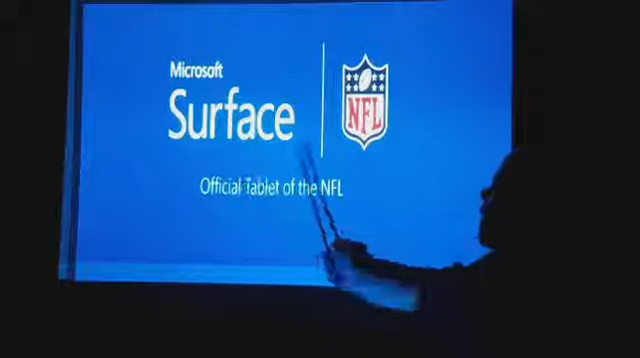 Microsoft
Surface
NFL
Official Tablet of the NFL